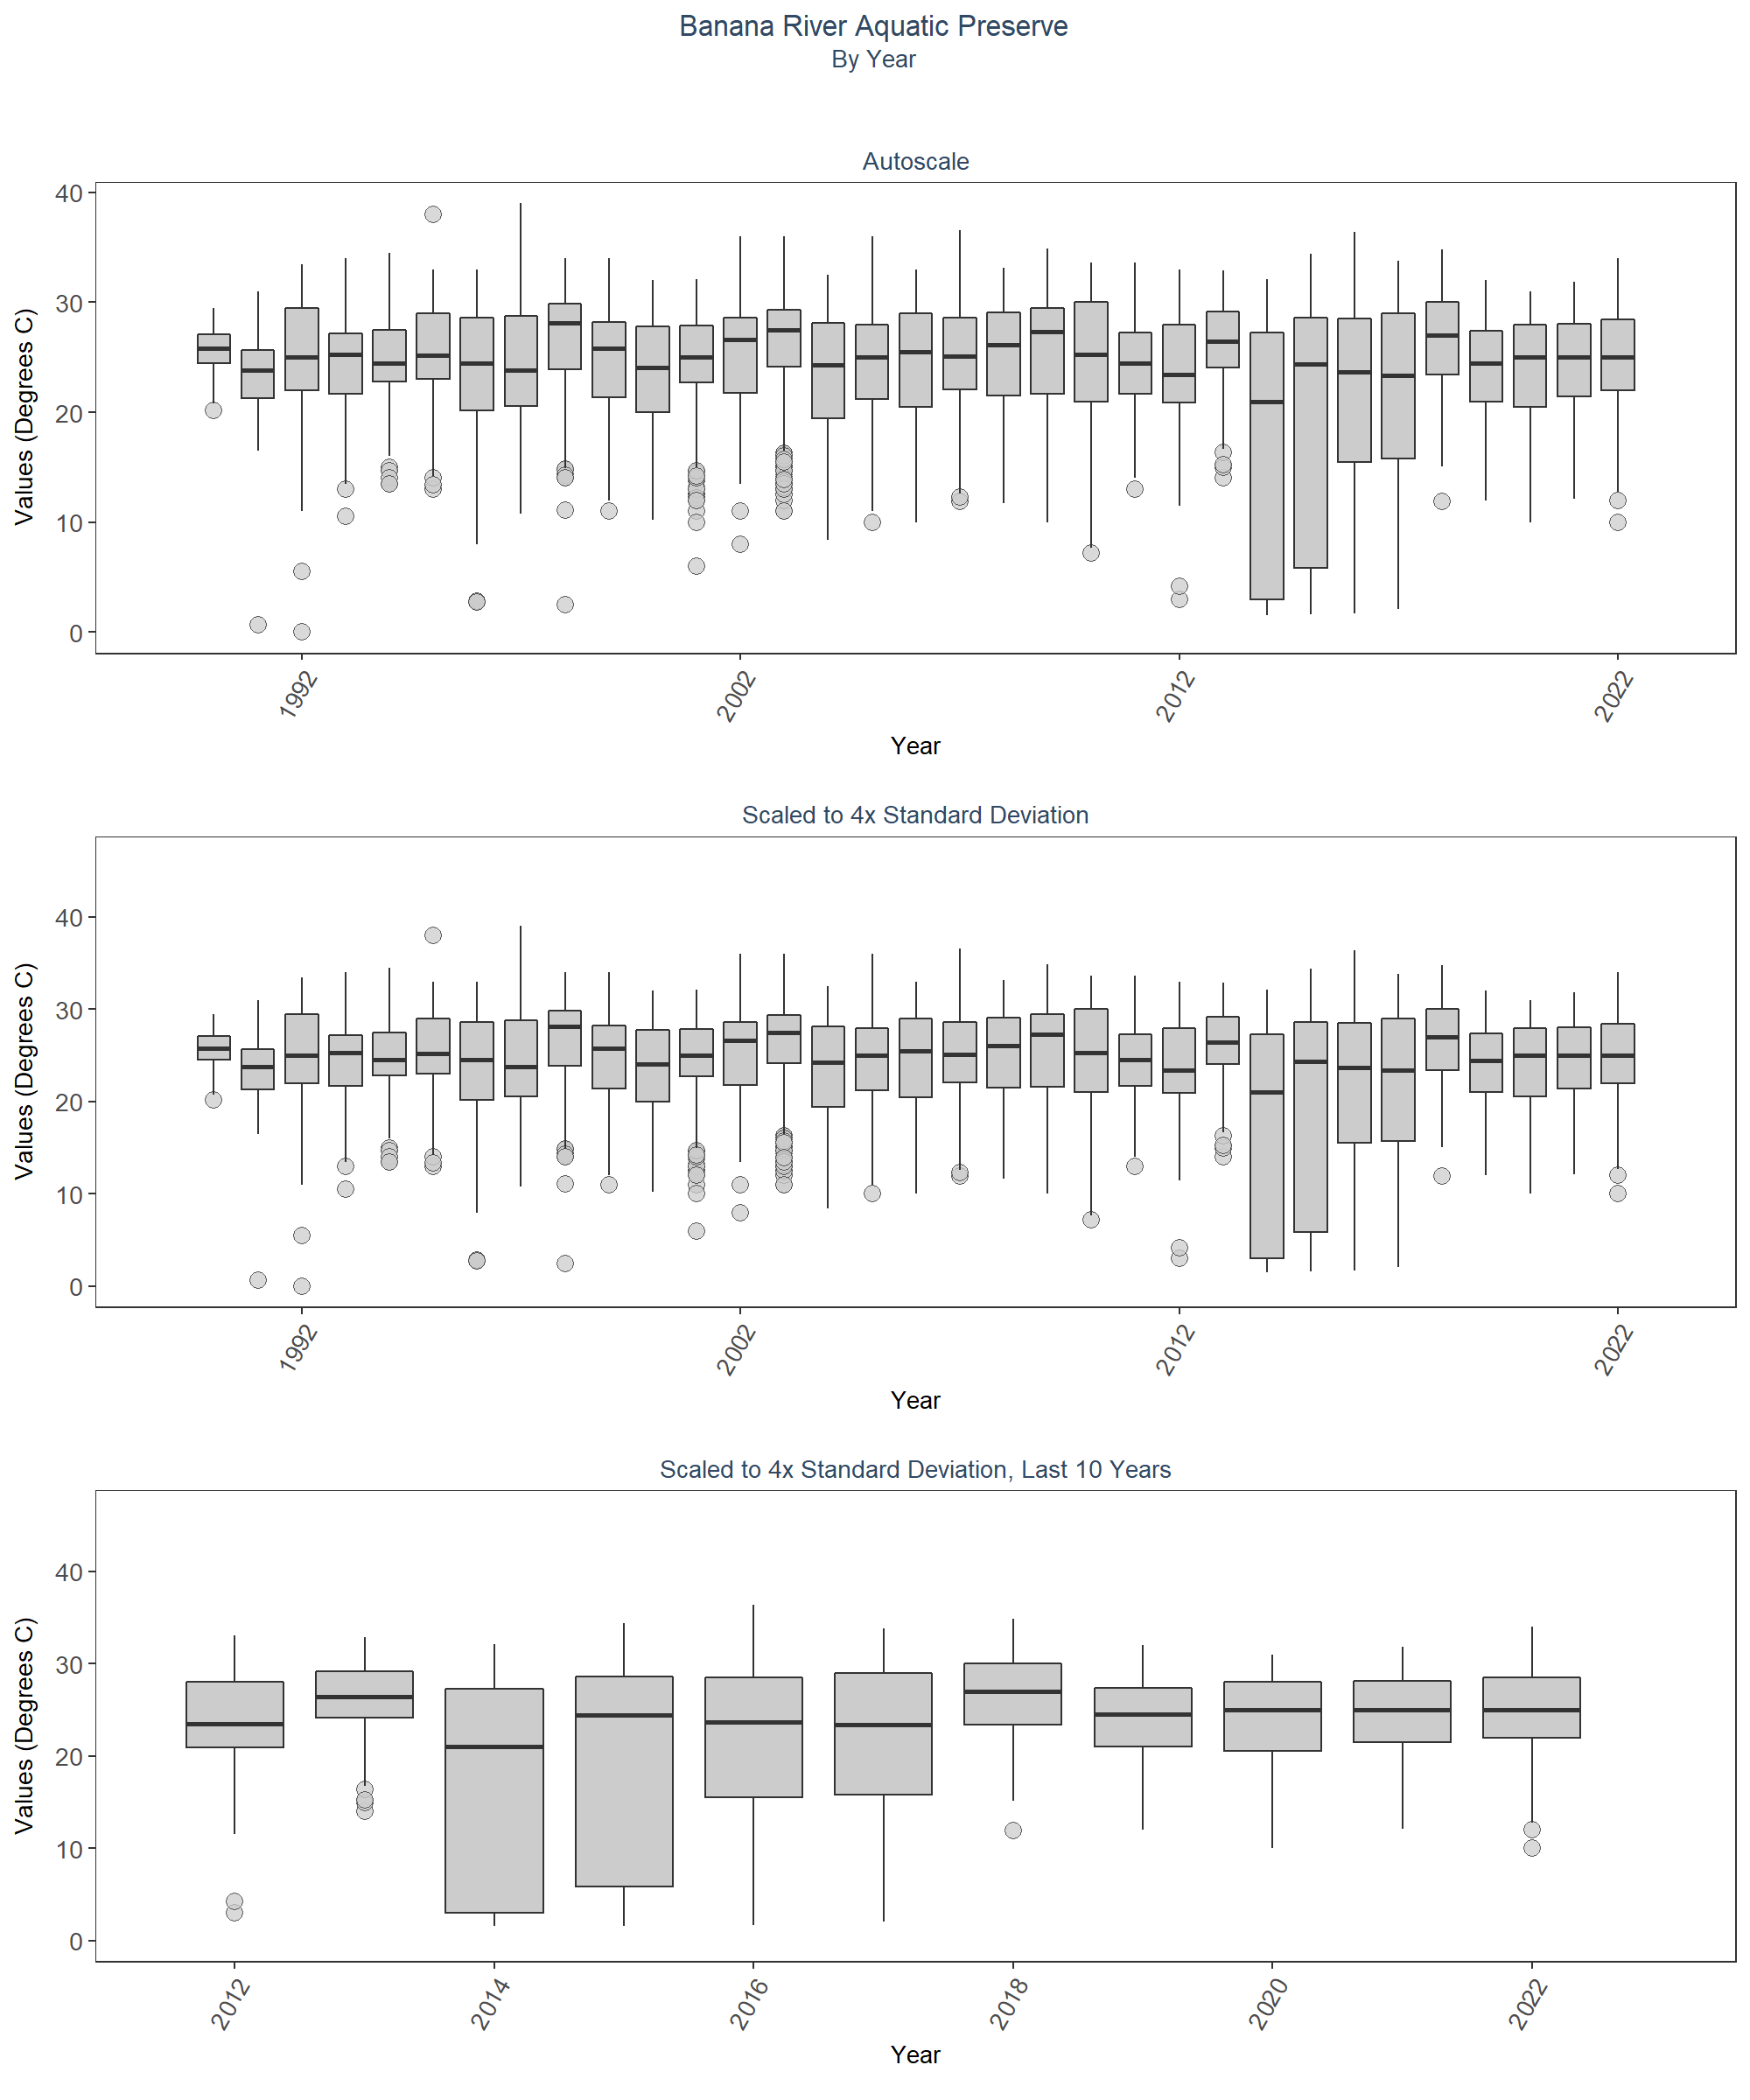 Banana River Aquatic Preserve
By Year
Autoscale
Values (Degrees C)
40
30
20
10
0
1992
2002
2012
2022
Year
Scaled to 4x Standard Deviation
Values (Degrees C)
40
30
20
10
0
1992
2002
2012
2022
Year
Scaled to 4x Standard Deviation, Last 10 Years
Values (Degrees C)
40
30
20
10
0
2012
2014
2016
2018
2020
2022
Year